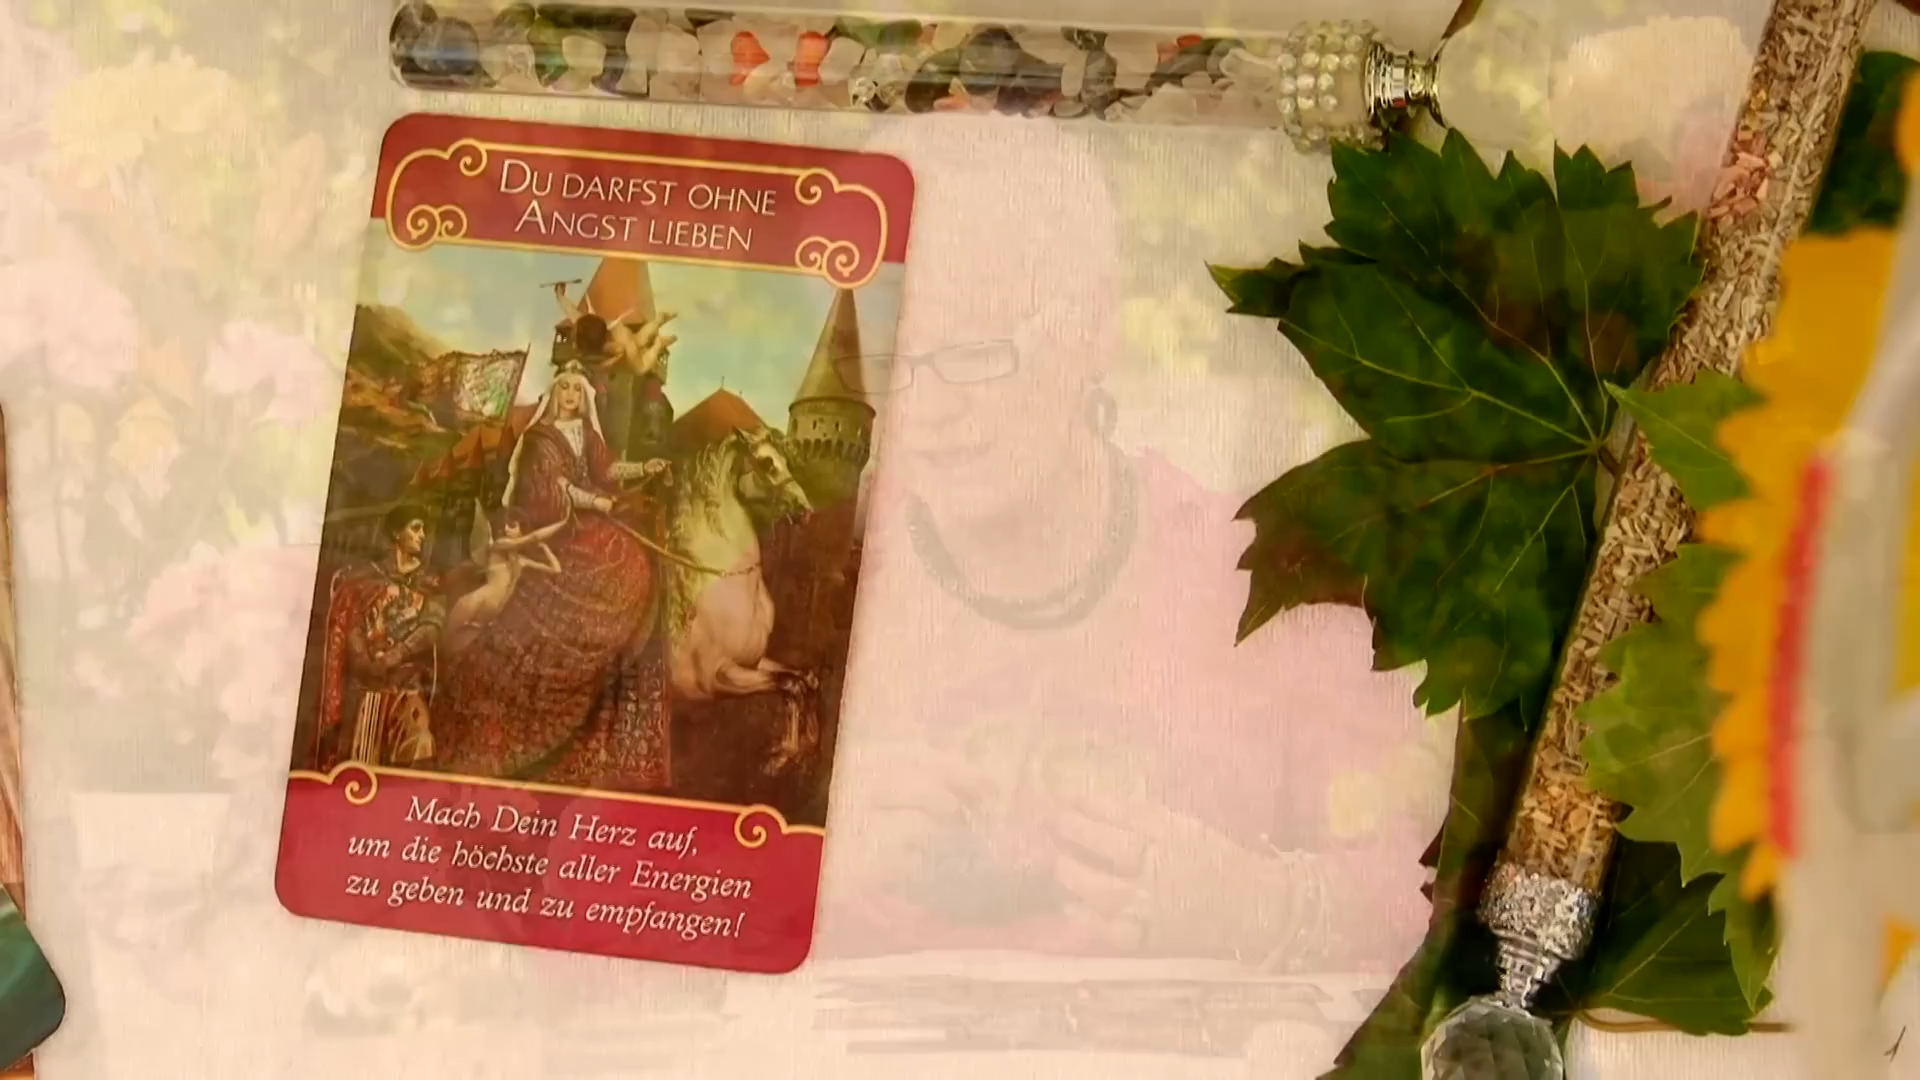 DU DARFST OHNE
ANGST LIEBEN
Mach Dein Herz auf,
um die höchste aller Energien
zu geben und zu empfangen!